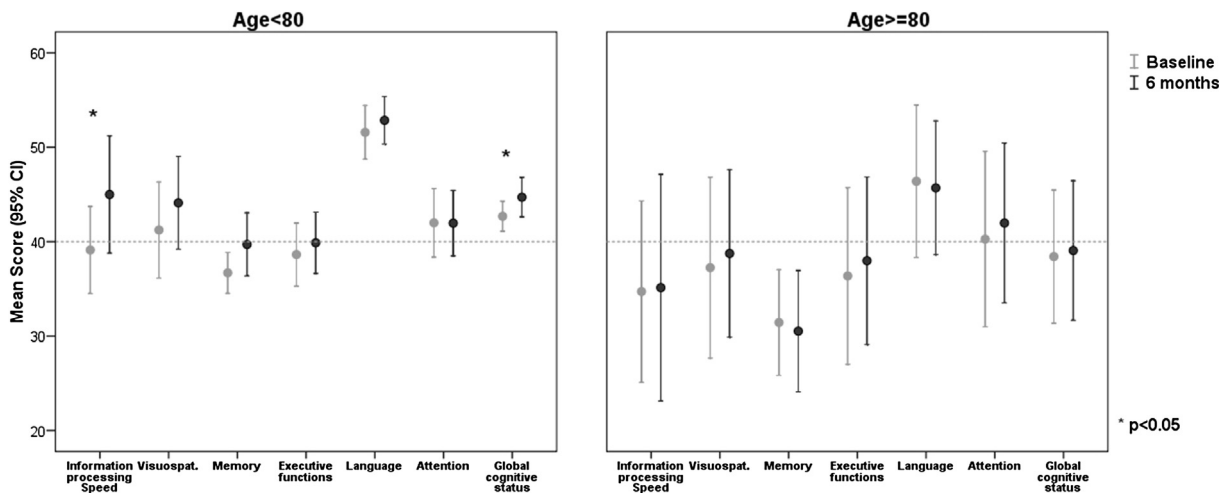 Age<80
Age>=80
Mean Score (95% CI)
60
50
40
30
20
*
*
Information
processing
Speed
Visuospat.
Memory
Executive
functions
Language
Attention
Global
cognitive
status
Information
processing
Speed
Visuospat.
Memory
Executive
functions
Language
Attention
Global
cognitive
status
Baseline
6 months
* p<0.05